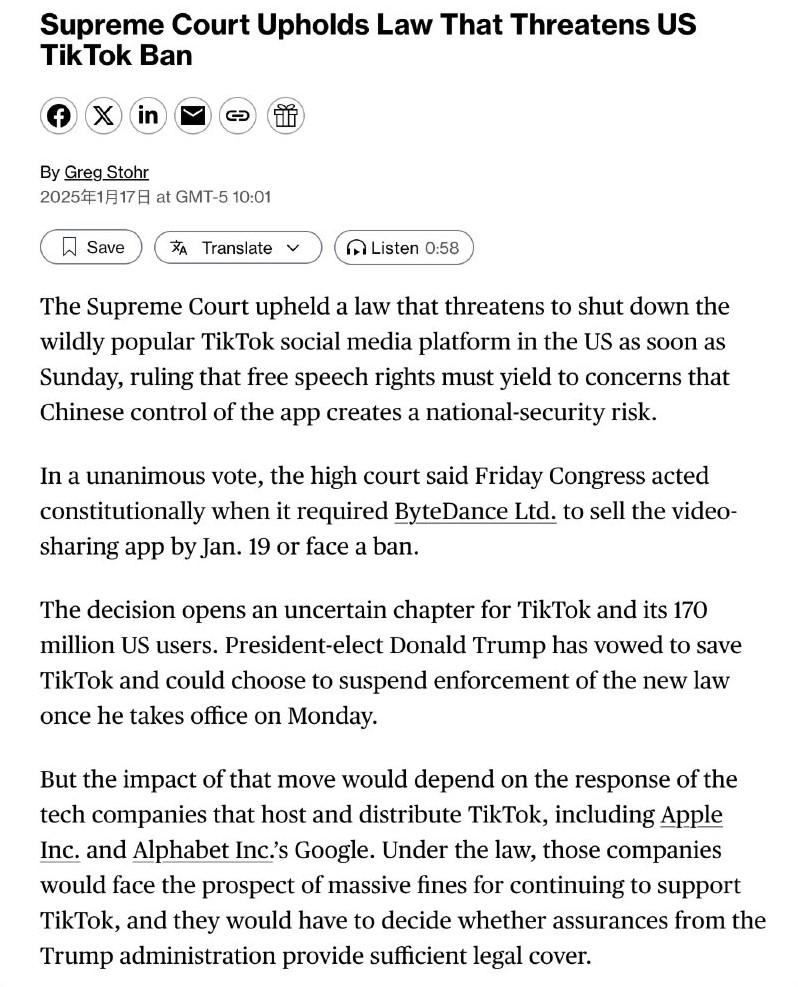 Supreme Court Upholds Law That Threatens US
TikTok Ban
By Greg Stohr
2025年1月17日 at GMT-5 10:01
Save
Translate
Listen 0:58
The Supreme Court upheld a law that threatens to shut down the
wildly popular TikTok social media platform in the US as soon as
Sunday, ruling that free speech rights must yield to concerns that
Chinese control of the app creates a national-security risk.
In a unanimous vote, the high court said Friday Congress acted
constitutionally when it required ByteDance Ltd. to sell the video-
sharing app by Jan. 19 or face a ban.
The decision opens an uncertain chapter for TikTok and its 170
million US users. President-elect Donald Trump has vowed to save
TikTok and could choose to suspend enforcement of the new law
once he takes office on Monday.
But the impact of that move would depend on the response of the
tech companies that host and distribute TikTok, including Apple
Inc. and Alphabet Inc.’s Google. Under the law, those companies
would face the prospect of massive fines for continuing to support
TikTok, and they would have to decide whether assurances from the
Trump administration provide sufficient legal cover.